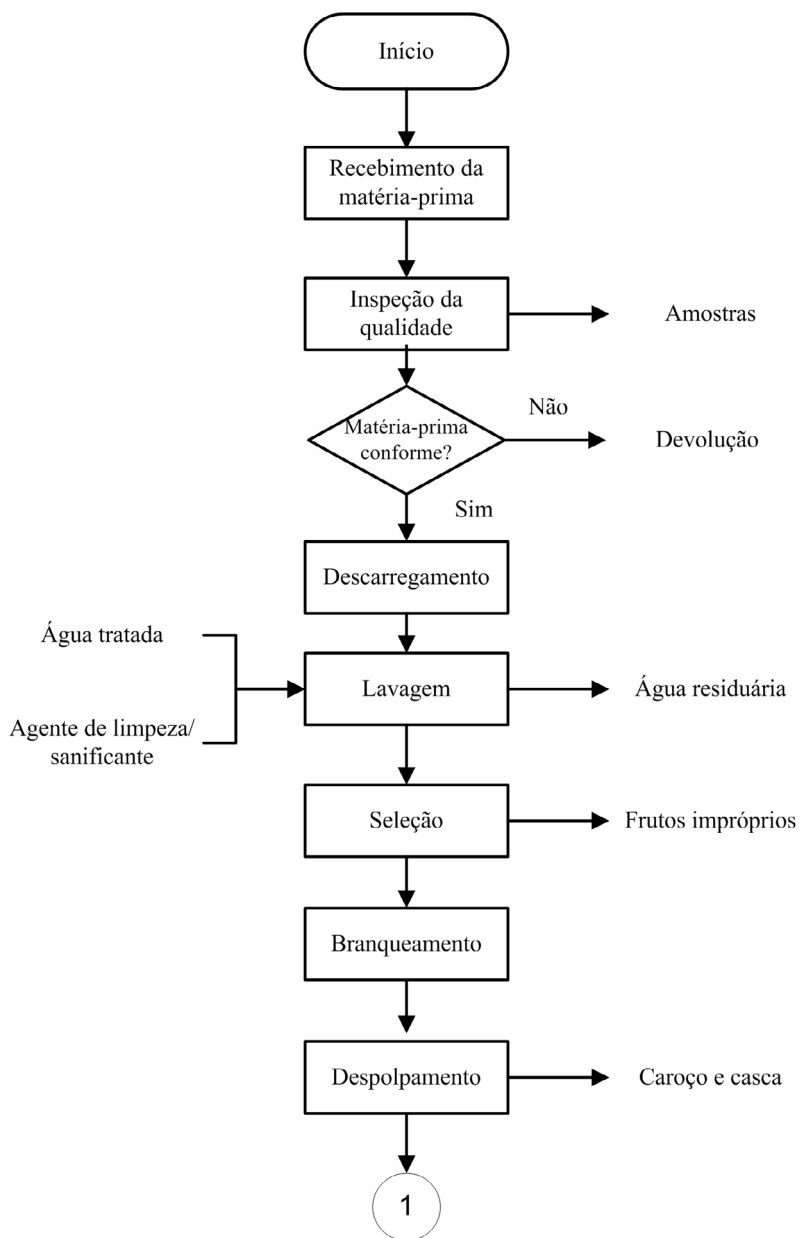 Início
Recebimento da
matéria-prima
Inspeção da
qualidade
Amostras
Matéria-prima
conforme?
Não
Devolução
Sim
Descarregamento
Água tratada
Agente de limpeza/
sanificante
Lavagem
Água residuária
Seleção
Frutos impróprios
Branqueamento
Despolpamento
Caroço e casca
1